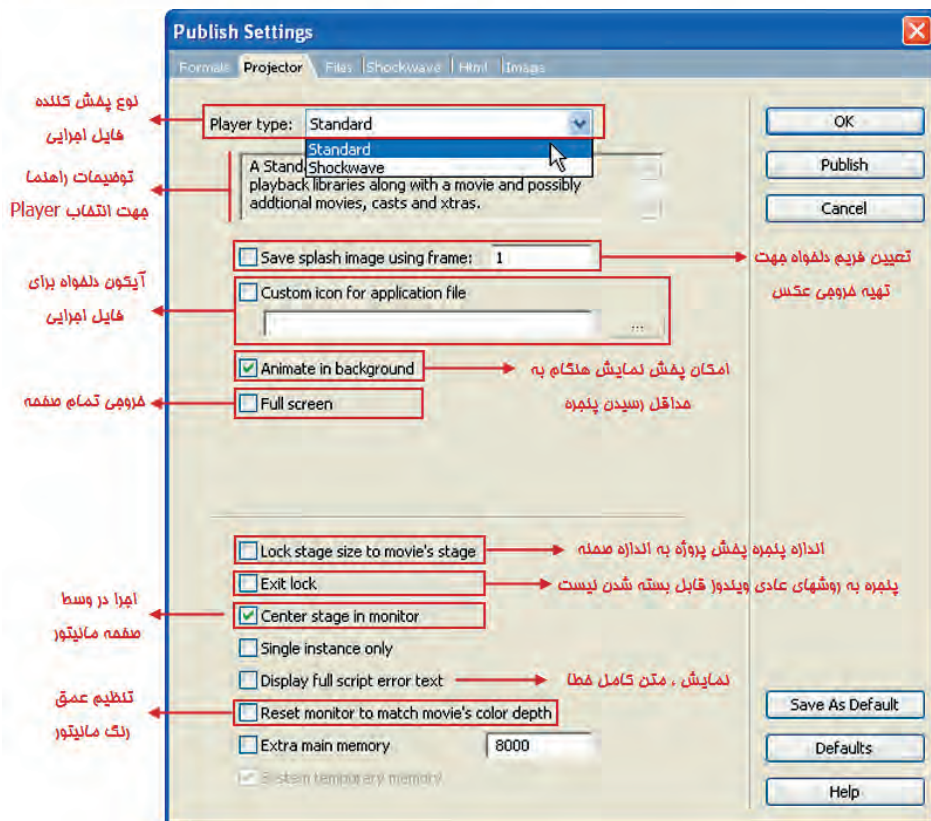 Publish Settings
Formats Projector Files Shockwave Html Image
نوع پخش کننده
فایل اجرایی
Player type: Standard
Standard
Shockwave
A Stand
playback libraries along with a movie and possibly
addtional movies, casts and xtras.
توضیحات راهنما
جهت انتخاب Player
OK
Publish
Cancel
Save splash image using frame: 1
تعیین فریم دلخواه جهت
تهیه خروجی عکس
آیکون دلخواه برای
فایل اجرایی
Custom icon for application file
...
Animate in background
امکان پخش نمایش هنگام به
حداقل رسیدن پنجره
Full screen
خروجی تمام صفحه
Lock stage size to movie's stage
اندازه پنجره پخش پروژه به اندازه صحنه
Exit lock
پنجره به روشهای عادی ویندوز قابل بسته شدن نیست
Center stage in monitor
اجرا در وسط
صفحه مانیتور
Single instance only
Display full script error text
نمایش ، متن کامل خطا
Reset monitor to match movie's color depth
تنظیم عمق
رنگ مانیتور
Extra main memory 8000
System temporary memory
Save As Default
Defaults
Help